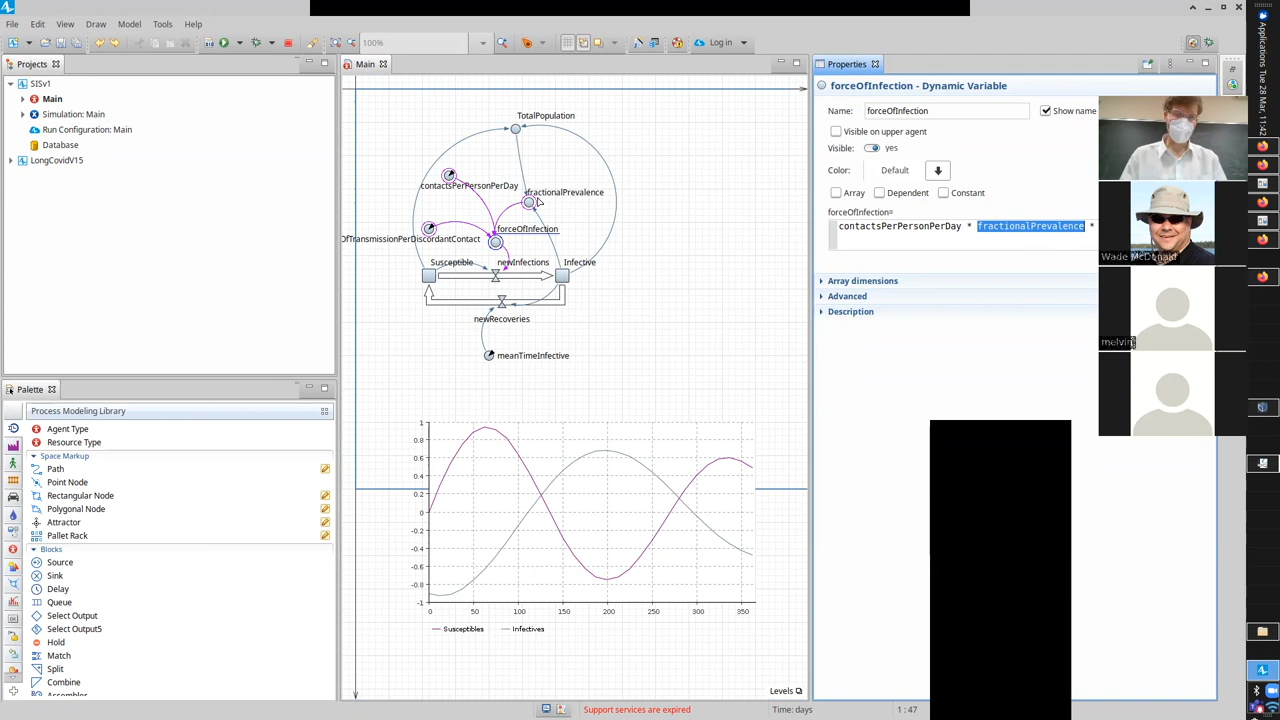 File Edit View Draw Model Tools Help
100%
Log in
Projects
SISv1
Main
Simulation: Main
Run Configuration: Main
Database
LongCovidV15
Palette
Process Modeling Library
Agent Type
Resource Type
Space Markup
Path
Point Node
Rectangular Node
Polygonal Node
Attractor
Pallet Rack
Blocks
Source
Sink
Delay
Queue
Select Output
Select Output5
Hold
Match
Split
Combine
Main
TotalPopulation
contactsPerPersonPerDay
fractionalPrevalence
forceOfInfection
OfTransmissionPerDiscordantContact
Susceptible
newInfections
Infective
newRecoveries
meanTimeInfective
1
0.8
0.6
0.4
0.2
0
-0.2
-0.4
-0.6
-0.8
-1
0 50 100 150 200 250 300 350
Susceptibles Infectives
Levels
Properties
forceOfInfection - Dynamic Variable
Name: forceOfInfection Show name
Visible on upper agent
Visible: yes
Color: Default
Array Dependent Constant
forceOfInfection=
contactsPerPersonPerDay * fractionalPrevalence *
Array dimensions
Advanced
Description
Wade McDonald
melvin
Applications Tue 28 Mar, 11:42
Support services are expired
Time: days
1 : 47